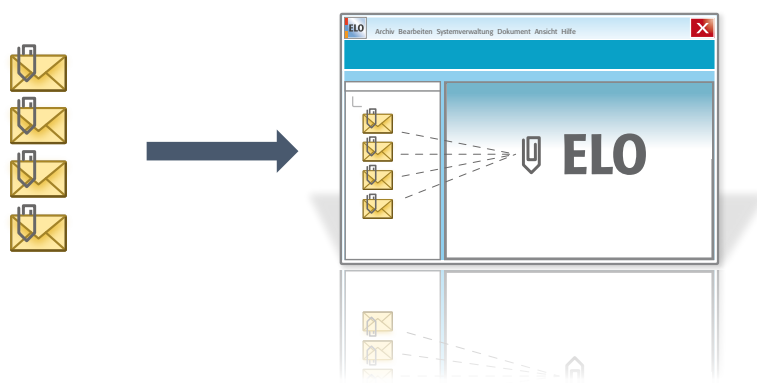 ELO
Archiv Bearbeiten Systemverwaltung Dokument Ansicht Hilfe
X
ELO